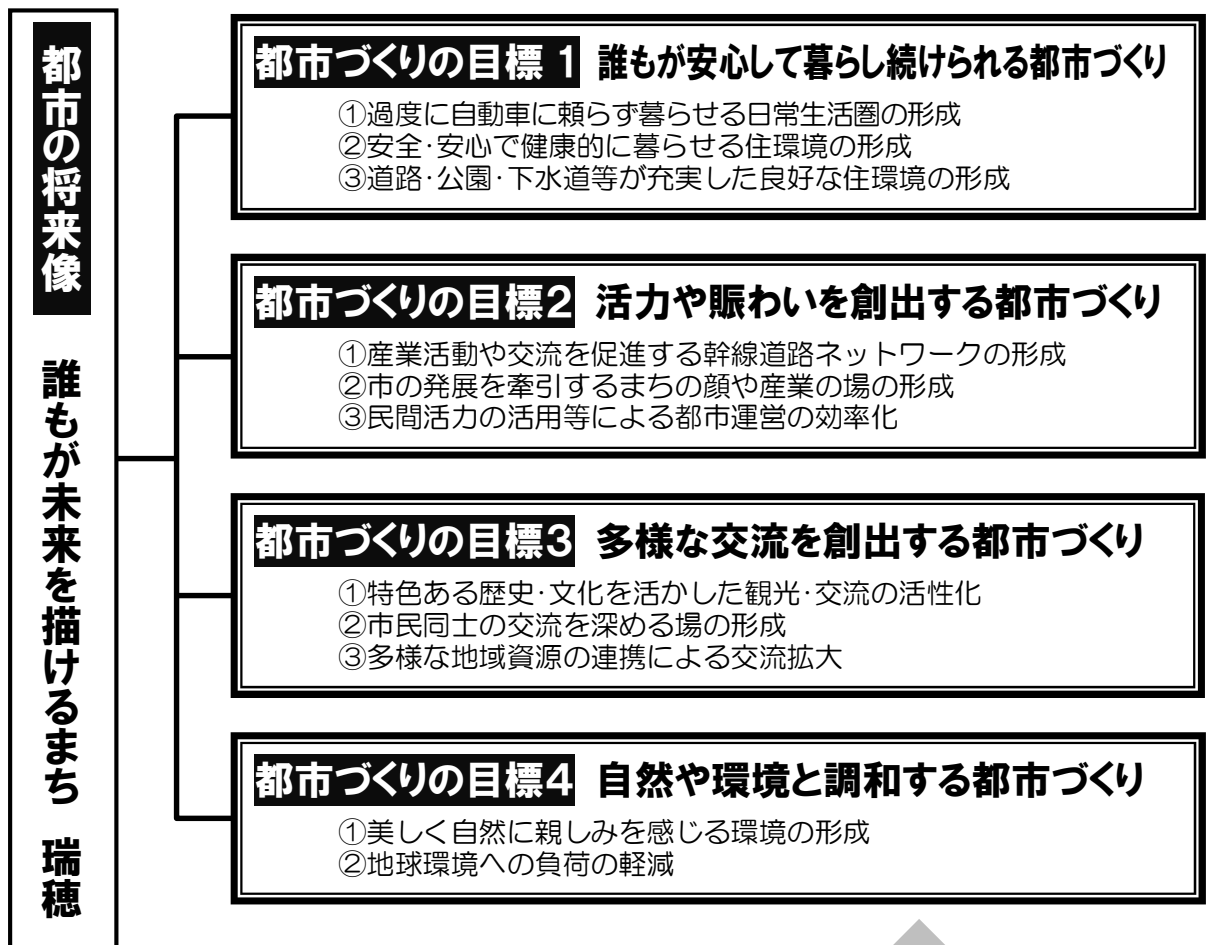 都市の将来像 誰もが未来を描けるまち 瑞穂
都市づくりの目標1 誰もが安心して暮らし続けられる都市づくり
①過度に自動車に頼らず暮らせる日常生活圏の形成
②安全・安心で健康的に暮らせる住環境の形成
③道路・公園・下水道等が充実した良好な住環境の形成
都市づくりの目標2 活力や賑わいを創出する都市づくり
①産業活動や交流を促進する幹線道路ネットワークの形成
②市の発展を牽引するまちの顔や産業の場の形成
③民間活力の活用等による都市運営の効率化
都市づくりの目標3 多様な交流を創出する都市づくり
①特色ある歴史・文化を活かした観光・交流の活性化
②市民同士の交流を深める場の形成
③多様な地域資源の連携による交流拡大
都市づくりの目標4 自然や環境と調和する都市づくり
①美しく自然に親しみを感じる環境の形成
②地球環境への負荷の軽減